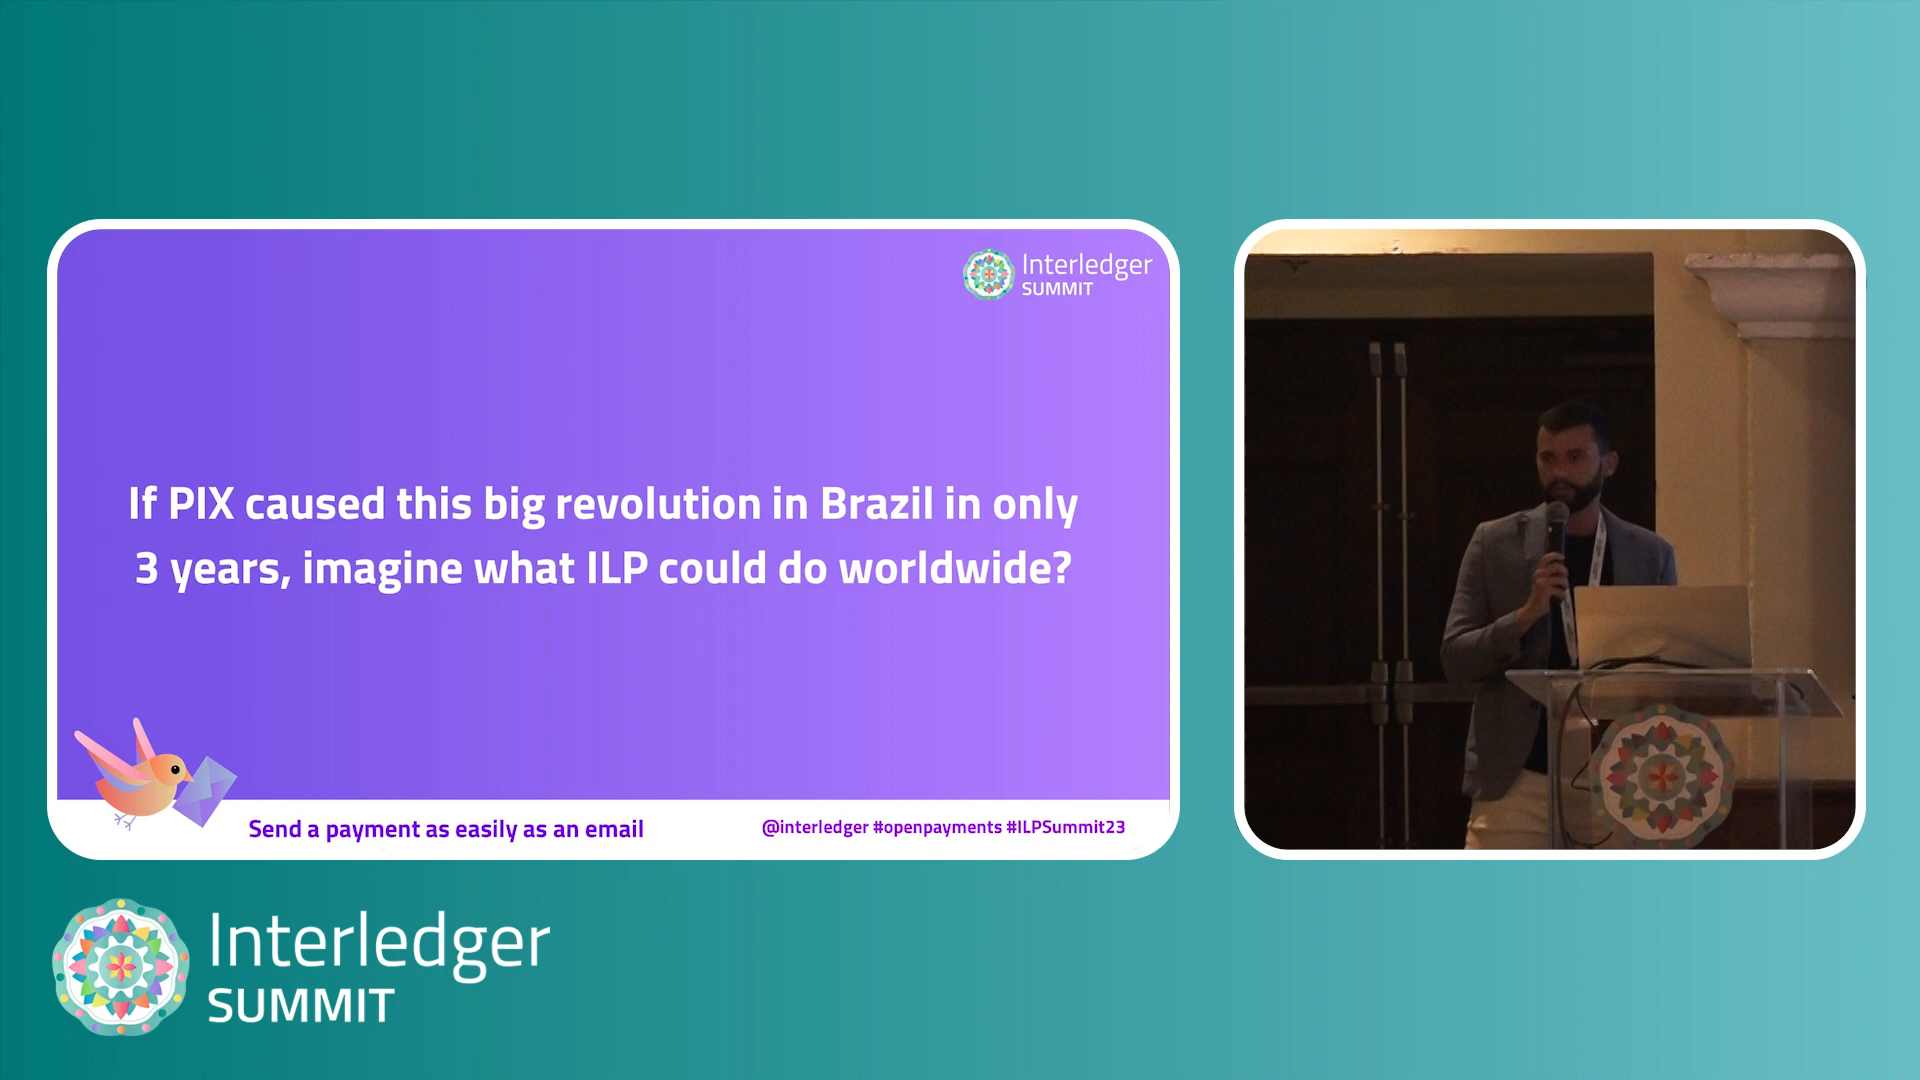 Interledger
SUMMIT
If PIX caused this big revolution in Brazil in only
3 years, imagine what ILP could do worldwide?
Send a payment as easily as an email
@interledger #openpayments #ILPSummit23
Interledger
SUMMIT